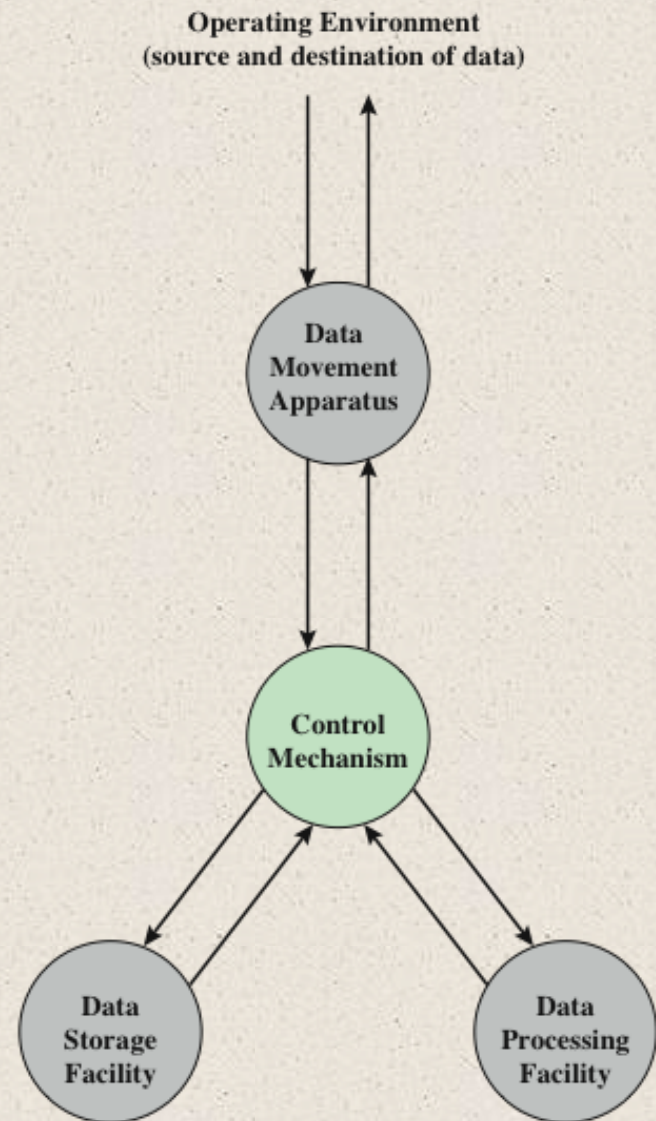 Operating Environment
(source and destination of data)
Data
Movement
Apparatus
Control
Mechanism
Data
Storage
Facility
Data
Processing
Facility